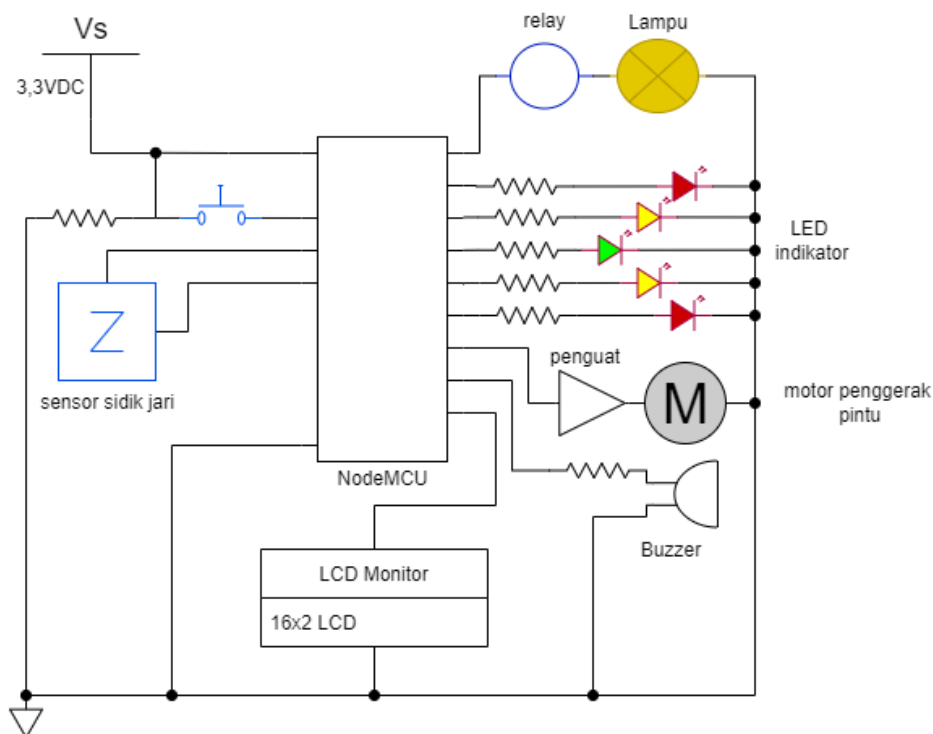 Vs
3,3VDC
relay
Lampu
LED
indikator
sensor sidik jari
penguat
M
motor penggerak
pintu
NodeMCU
Buzzer
LCD Monitor
16x2 LCD